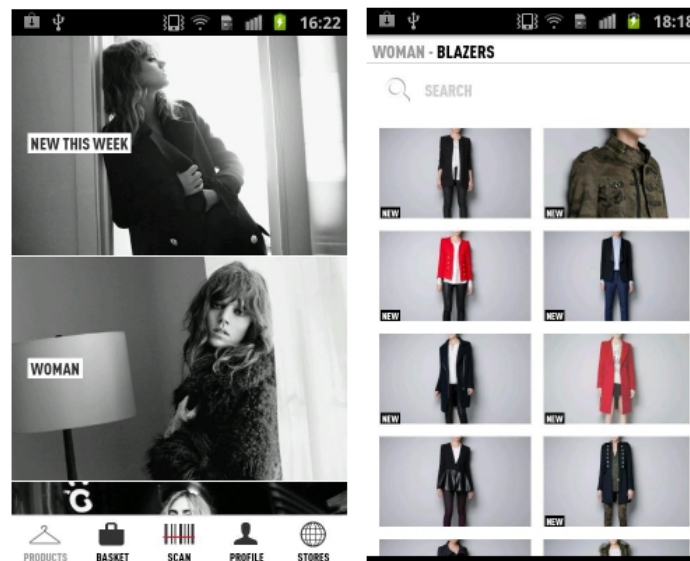 16:22
NEW THIS WEEK
WOMAN
G
PRODUCTS
BASKET
SCAN
PROFILE
STORES
18:18
WOMAN - BLAZERS
SEARCH
NEW
NEW
NEW
NEW
NEW
NEW
NEW